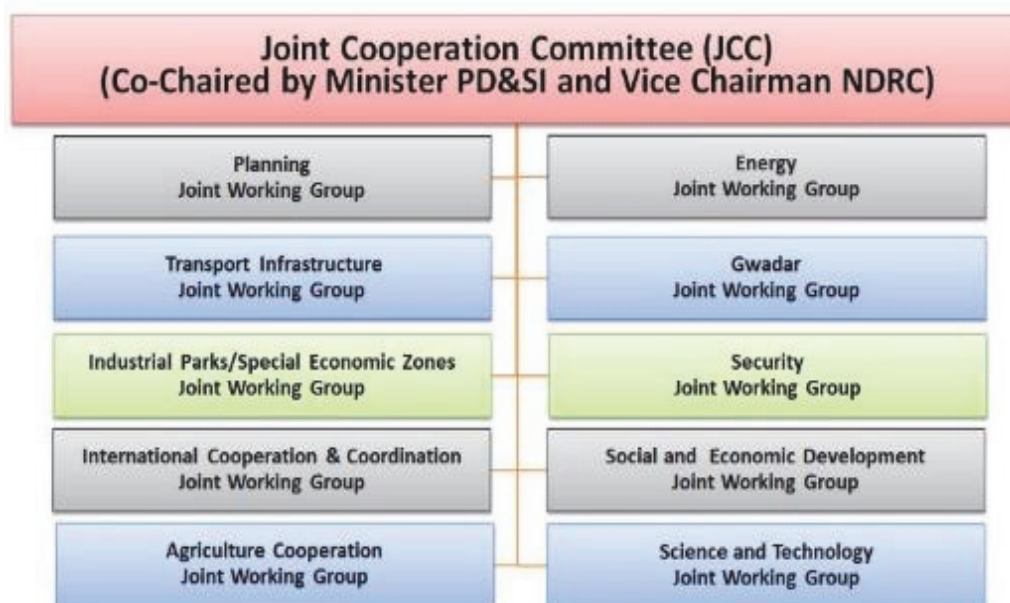 Joint Cooperation Committee (JCC)
(Co-Chaired by Minister PD&SI and Vice Chairman NDRC)
Planning
Joint Working Group
Energy
Joint Working Group
Transport Infrastructure
Joint Working Group
Gwadar
Joint Working Group
Industrial Parks/Special Economic Zones
Joint Working Group
Security
Joint Working Group
International Cooperation & Coordination
Joint Working Group
Social and Economic Development
Joint Working Group
Agriculture Cooperation
Joint Working Group
Science and Technology
Joint Working Group